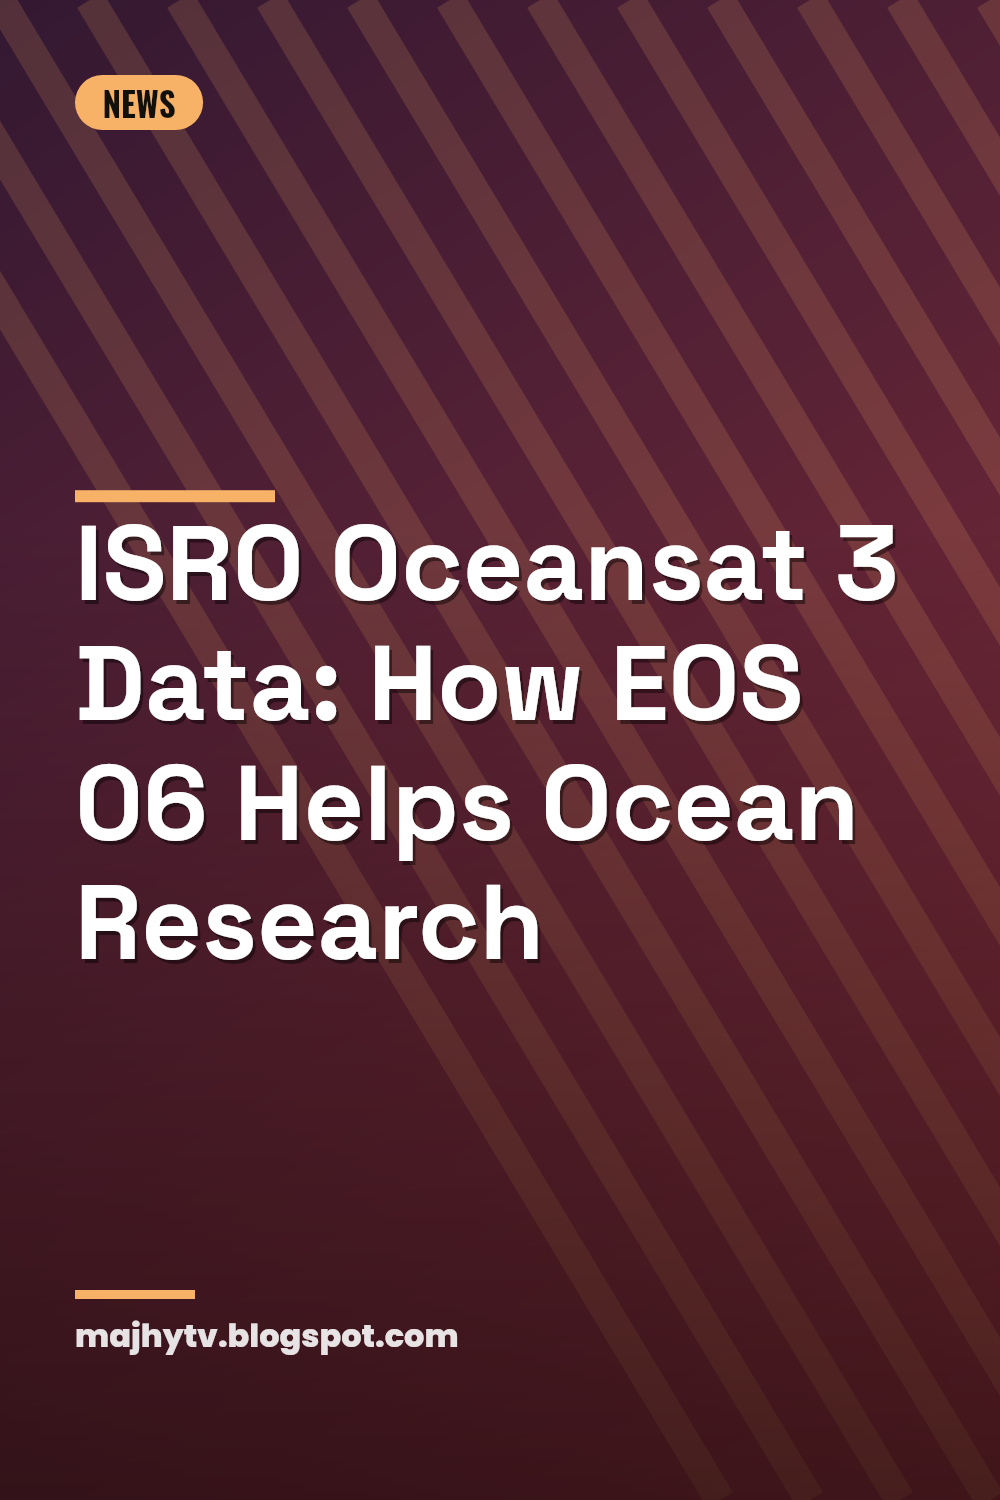 NEWS
ISRO Oceansat 3
Data: How EOS
06 Helps Ocean
Research
majhytv.blogspot.com